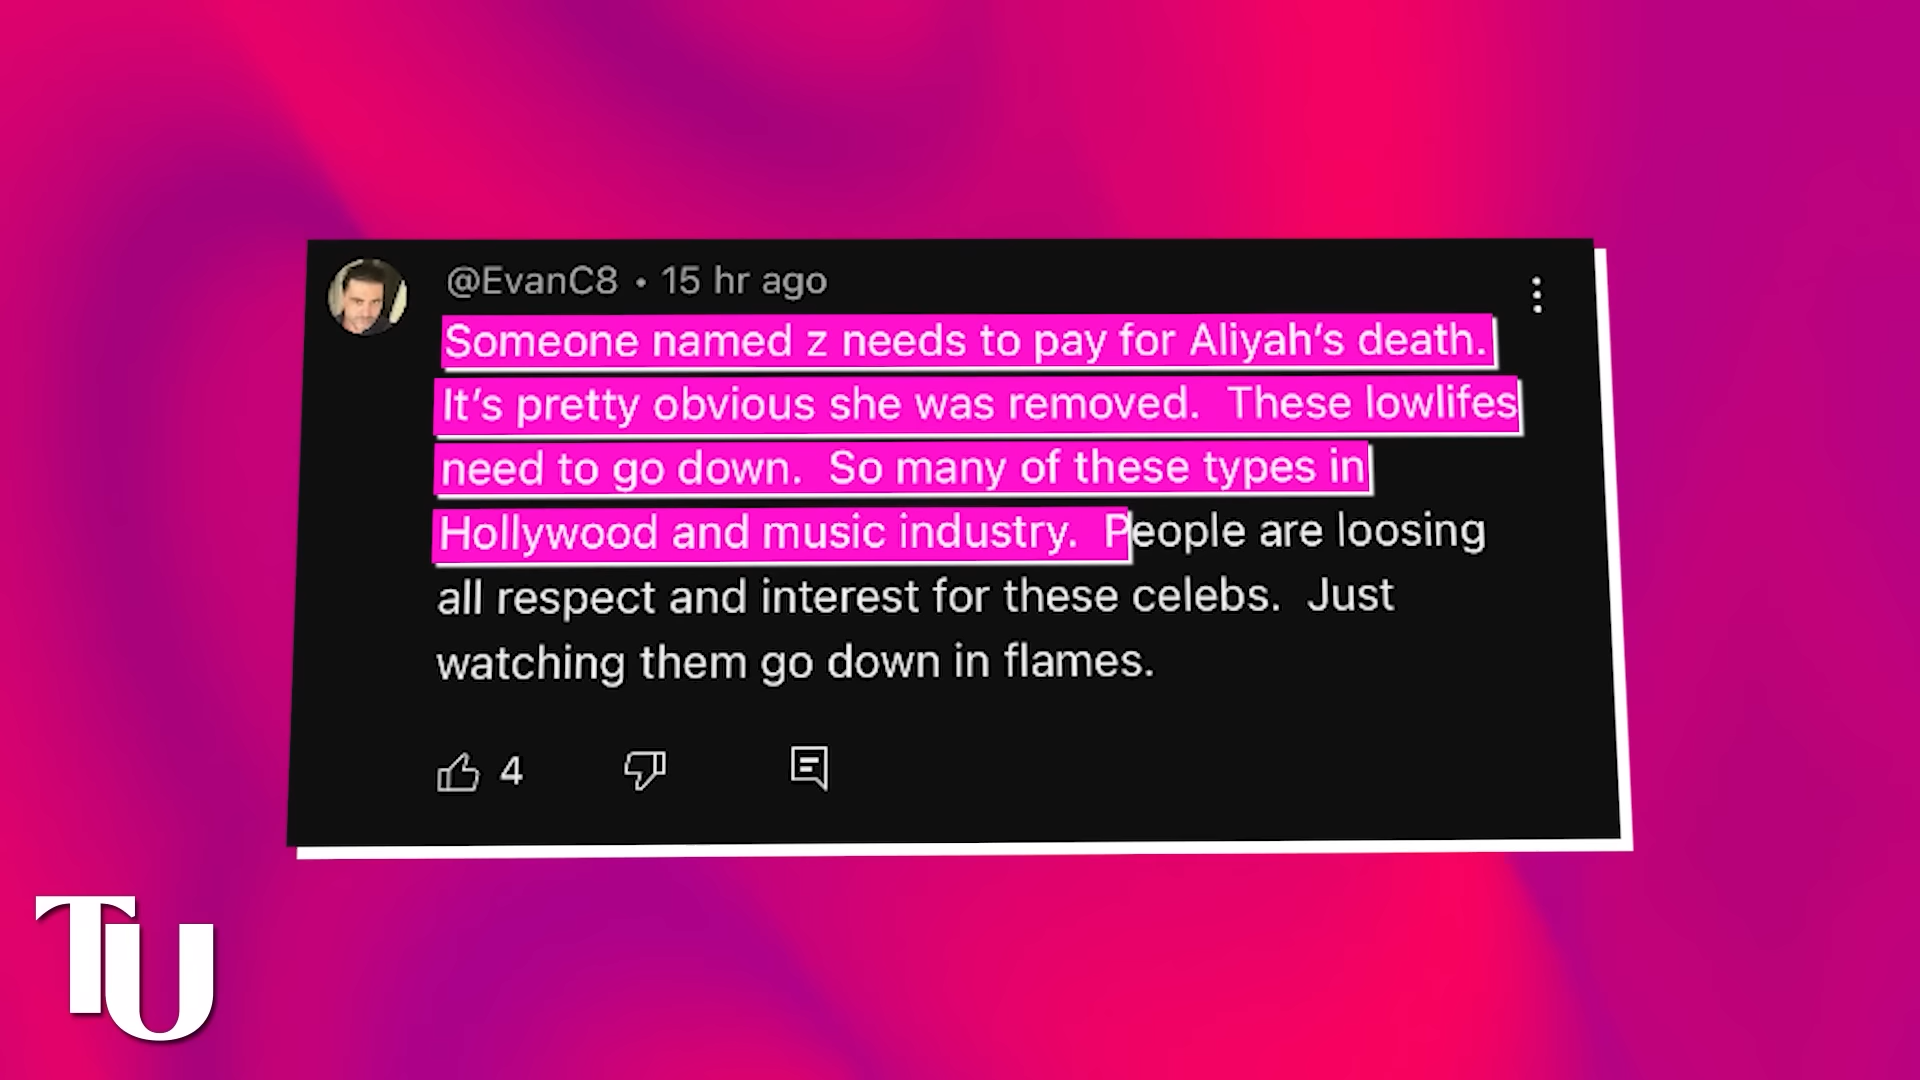 @EvanC8 • 15 hr ago
Someone named z needs to pay for Aliyah’s death.
It’s pretty obvious she was removed.  These lowlifes
need to go down.  So many of these types in
Hollywood and music industry.  People are loosing
all respect and interest for these celebs.  Just
watching them go down in flames.
4
TU